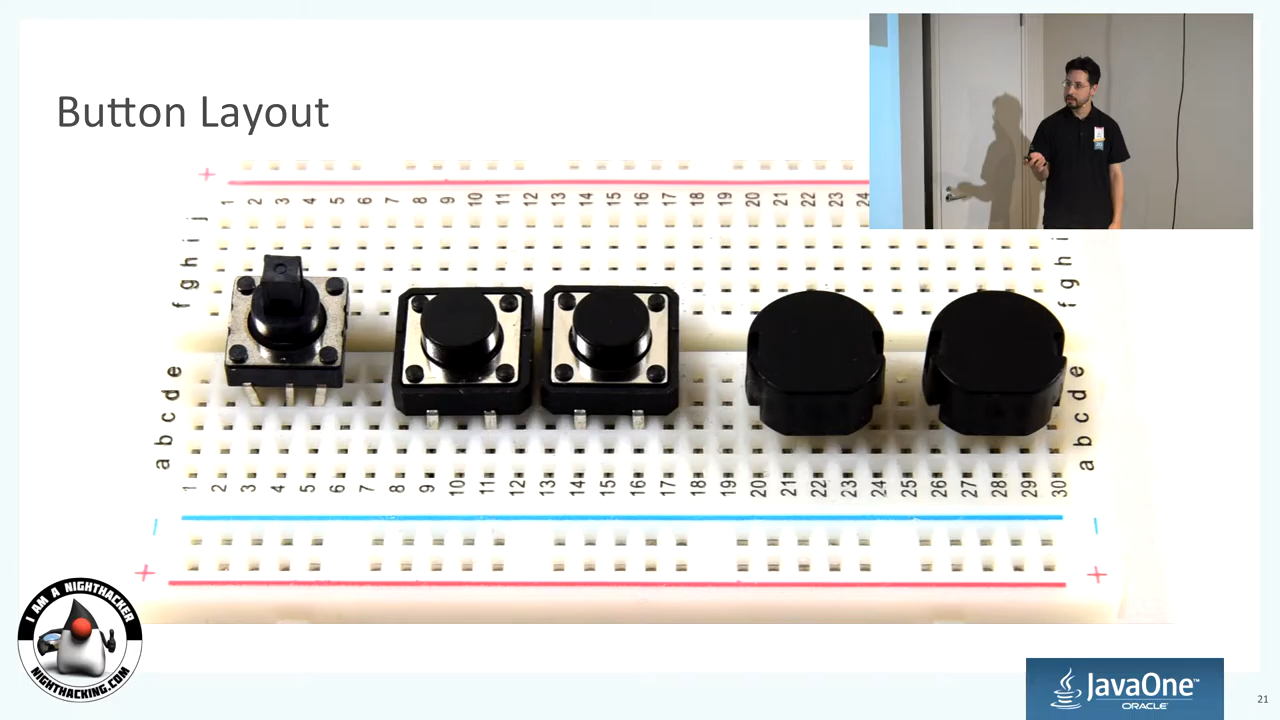 Button Layout
+
1 2 3 4 5 6 7 8 9 10 11 12 13 14 15 16 17 18 19 20 21 22 23 24
j
i
h
g
f
i
h
g
f
e
d
c
b
a
e
d
c
b
a
1 2 3 4 5 6 7 8 9 10 11 12 13 14 15 16 17 18 19 20 21 22 23 24 25 26 27 28 29 30
+ +
I AM A NIGHTHACKER
NIGHTHACKING.COM
JavaOne™
ORACLE
21